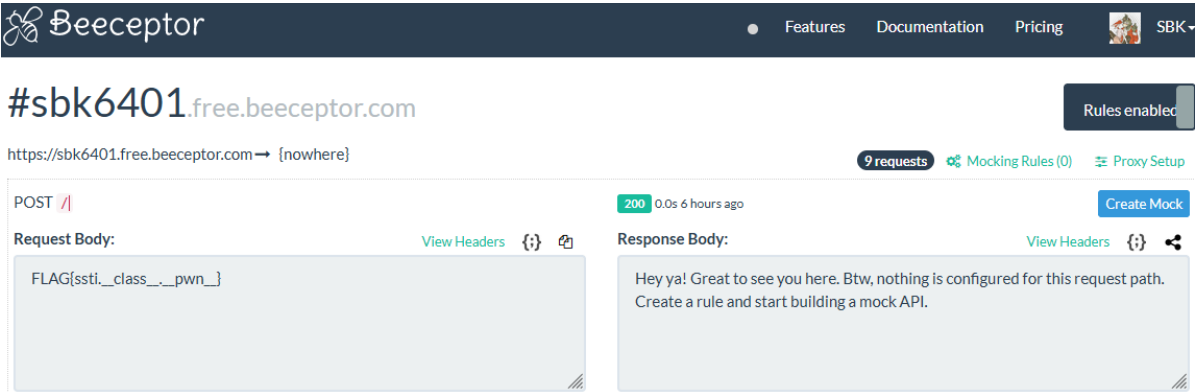 Beeceptor
Features Documentation Pricing SBK
#sbk6401.free.beeceptor.com
Rules enabled
https://sbk6401.free.beeceptor.com→ {nowhere}
9 requests Mocking Rules (0) Proxy Setup
POST /
200 0.0s 6 hours ago
Create Mock
Request Body:
View Headers {;}
FLAG{ssti.__class__.__pwn__}
Response Body:
View Headers {;}
Hey ya! Great to see you here. Btw, nothing is configured for this request path.
Create a rule and start building a mock API.